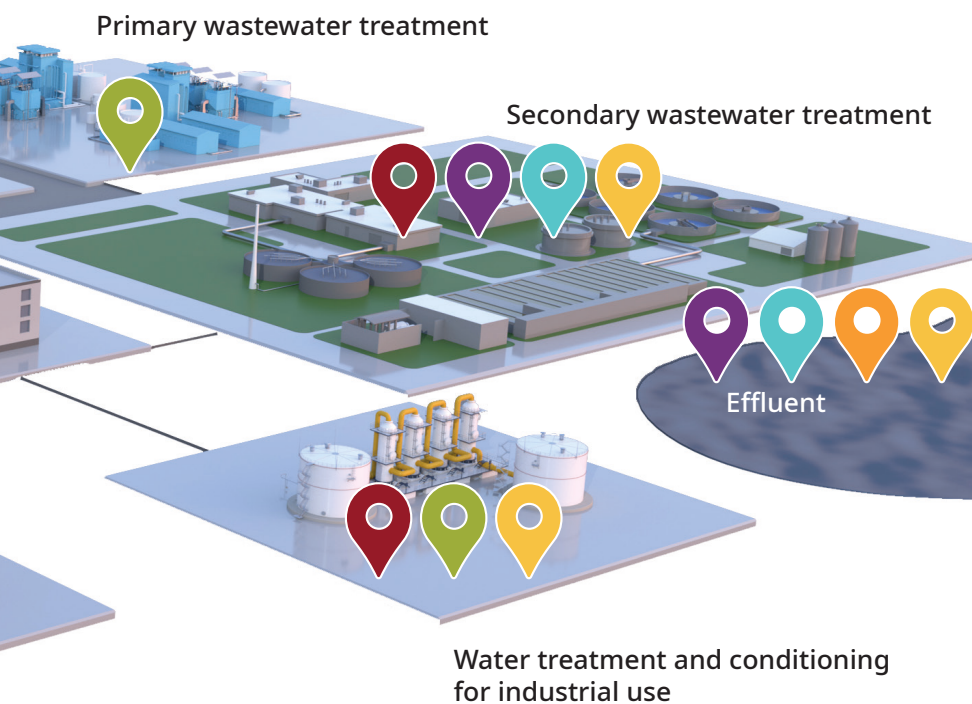 Primary wastewater treatment
Secondary wastewater treatment
Effluent
Water treatment and conditioning
for industrial use